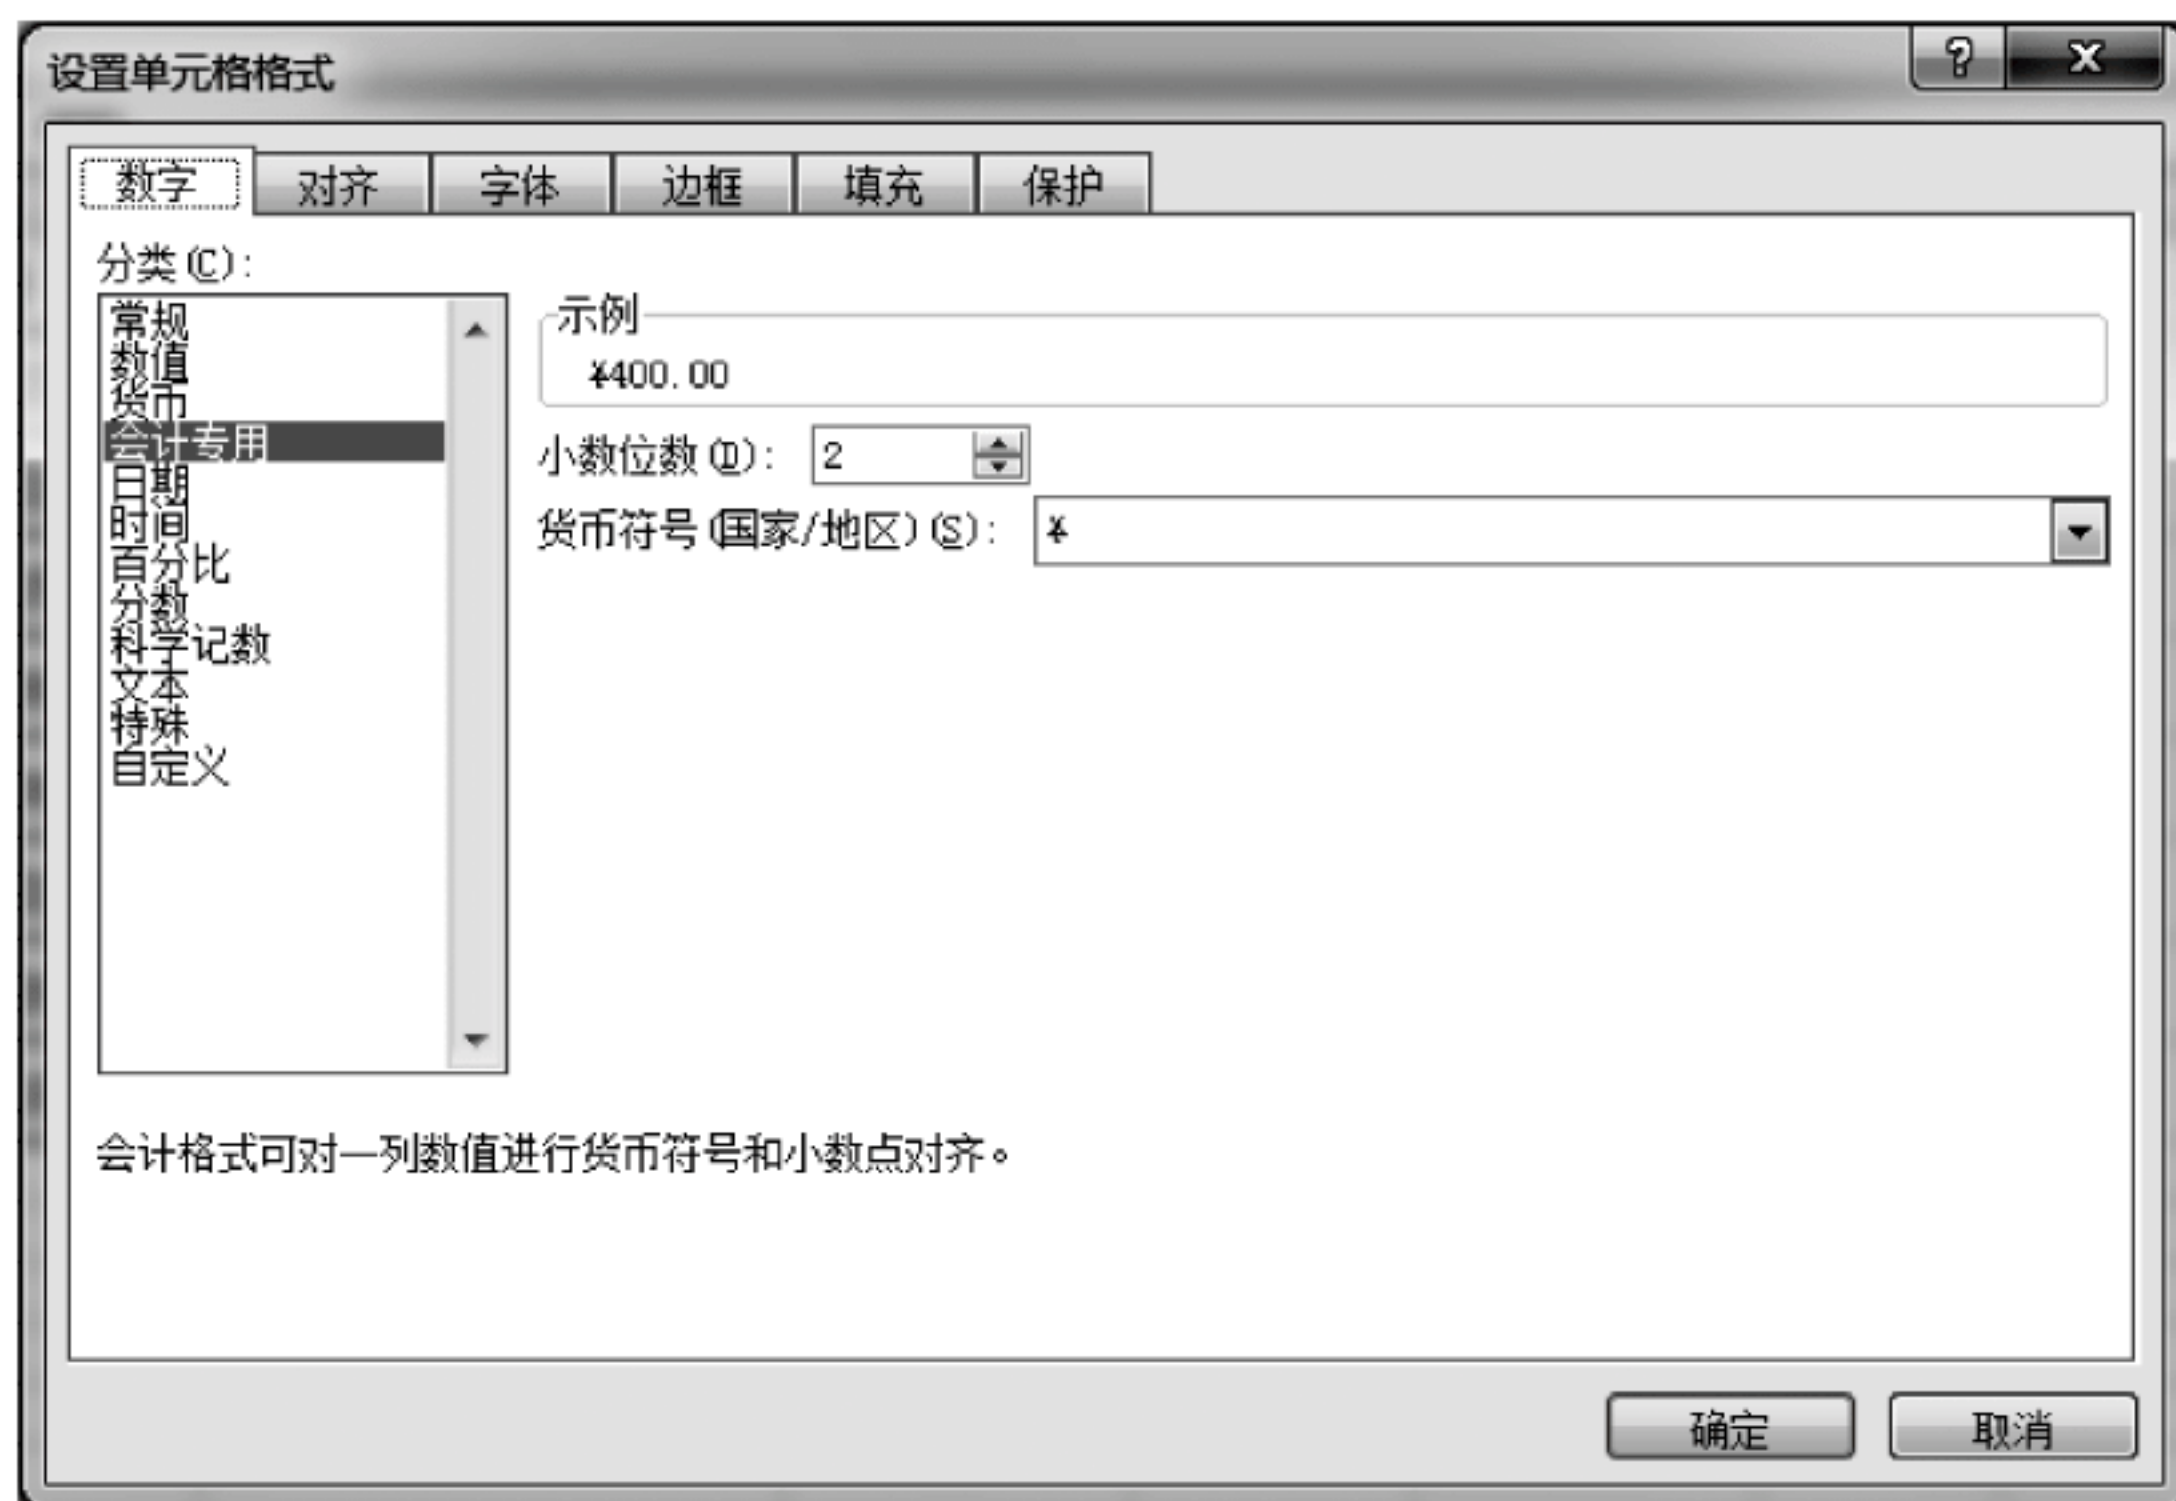 设置单元格格式
数字 对齐 字体 边框 填充 保护
分类(C):
常规
数值
货币
会计专用
日期
时间
百分比
分数
科学记数
文本
特殊
自定义
示例
¥400.00
小数位数(D): 2
货币符号(国家/地区)(S): ¥
会计格式可对一列数值进行货币符号和小数点对齐。
确定 取消